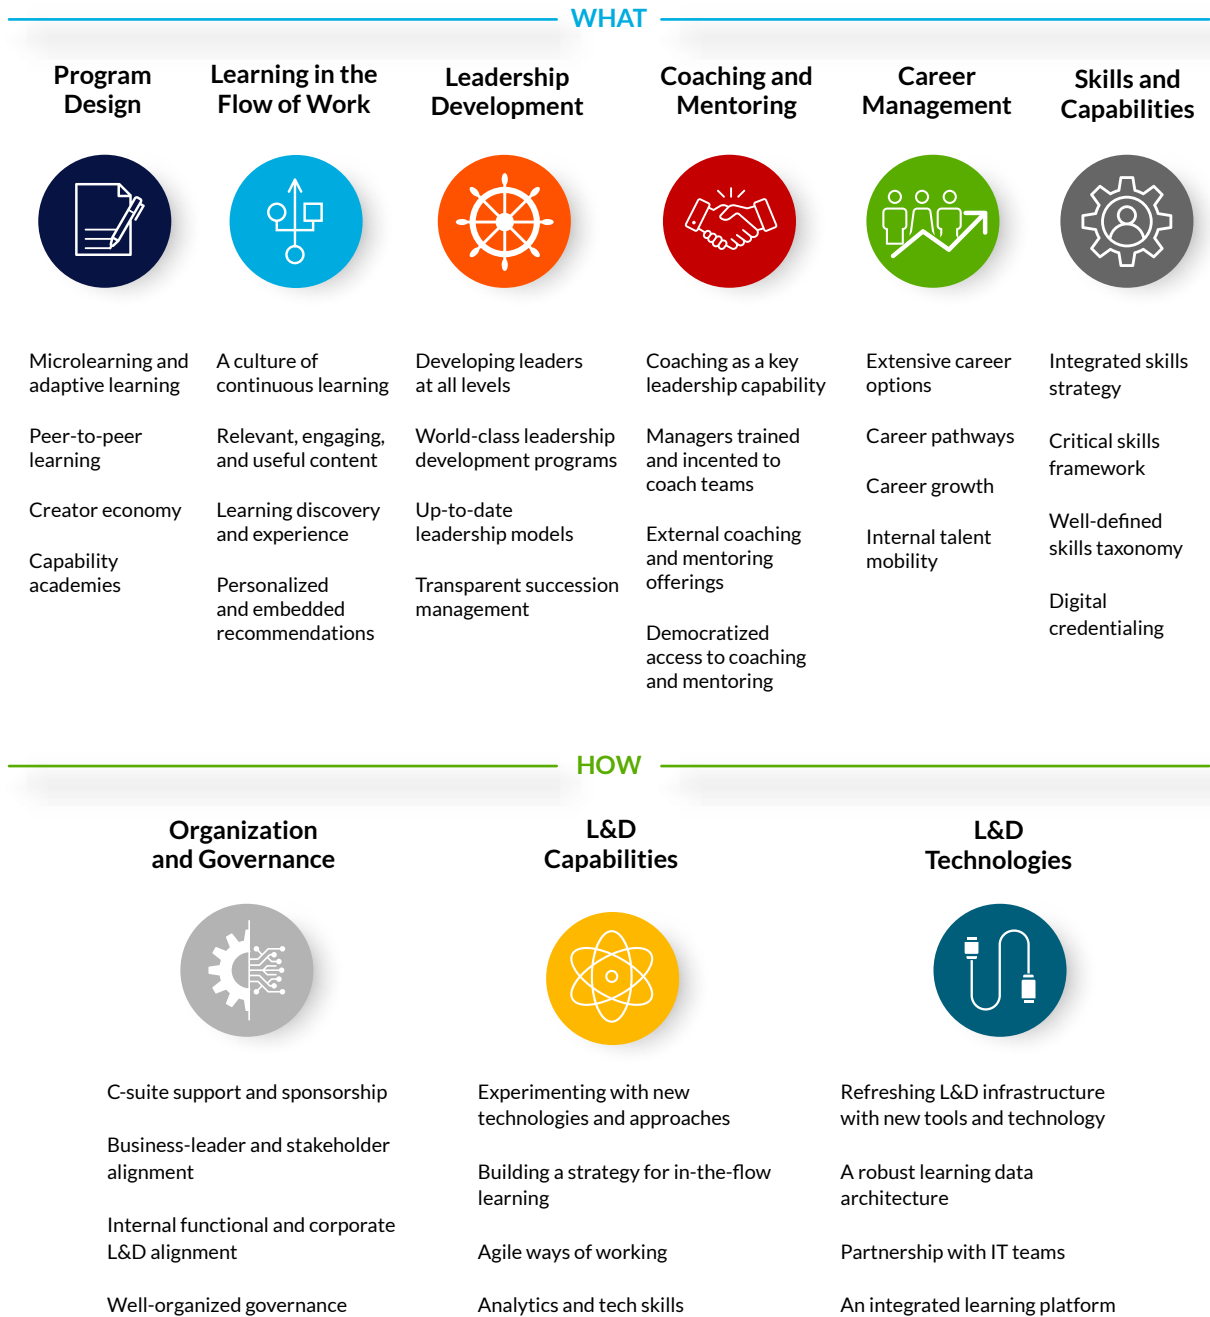 WHAT
Program
Design
Microlearning and
adaptive learning
Peer-to-peer
learning
Creator economy
Capability
academies
Learning in the
Flow of Work
A culture of
continuous learning
Relevant, engaging,
and useful content
Learning discovery
and experience
Personalized
and embedded
recommendations
Leadership
Development
Developing leaders
at all levels
World-class leadership
development programs
Up-to-date
leadership models
Transparent succession
management
Coaching and
Mentoring
Coaching as a key
leadership capability
Managers trained
and incented to
coach teams
External coaching
and mentoring
offerings
Democratized
access to coaching
and mentoring
Career
Management
Extensive career
options
Career pathways
Career growth
Internal talent
mobility
Skills and
Capabilities
Integrated skills
strategy
Critical skills
framework
Well-defined
skills taxonomy
Digital
credentialing
HOW
Organization
and Governance
C-suite support and sponsorship
Business-leader and stakeholder
alignment
Internal functional and corporate
L&D alignment
Well-organized governance
L&D
Capabilities
Experimenting with new
technologies and approaches
Building a strategy for in-the-flow
learning
Agile ways of working
Analytics and tech skills
L&D
Technologies
Refreshing L&D infrastructure
with new tools and technology
A robust learning data
architecture
Partnership with IT teams
An integrated learning platform